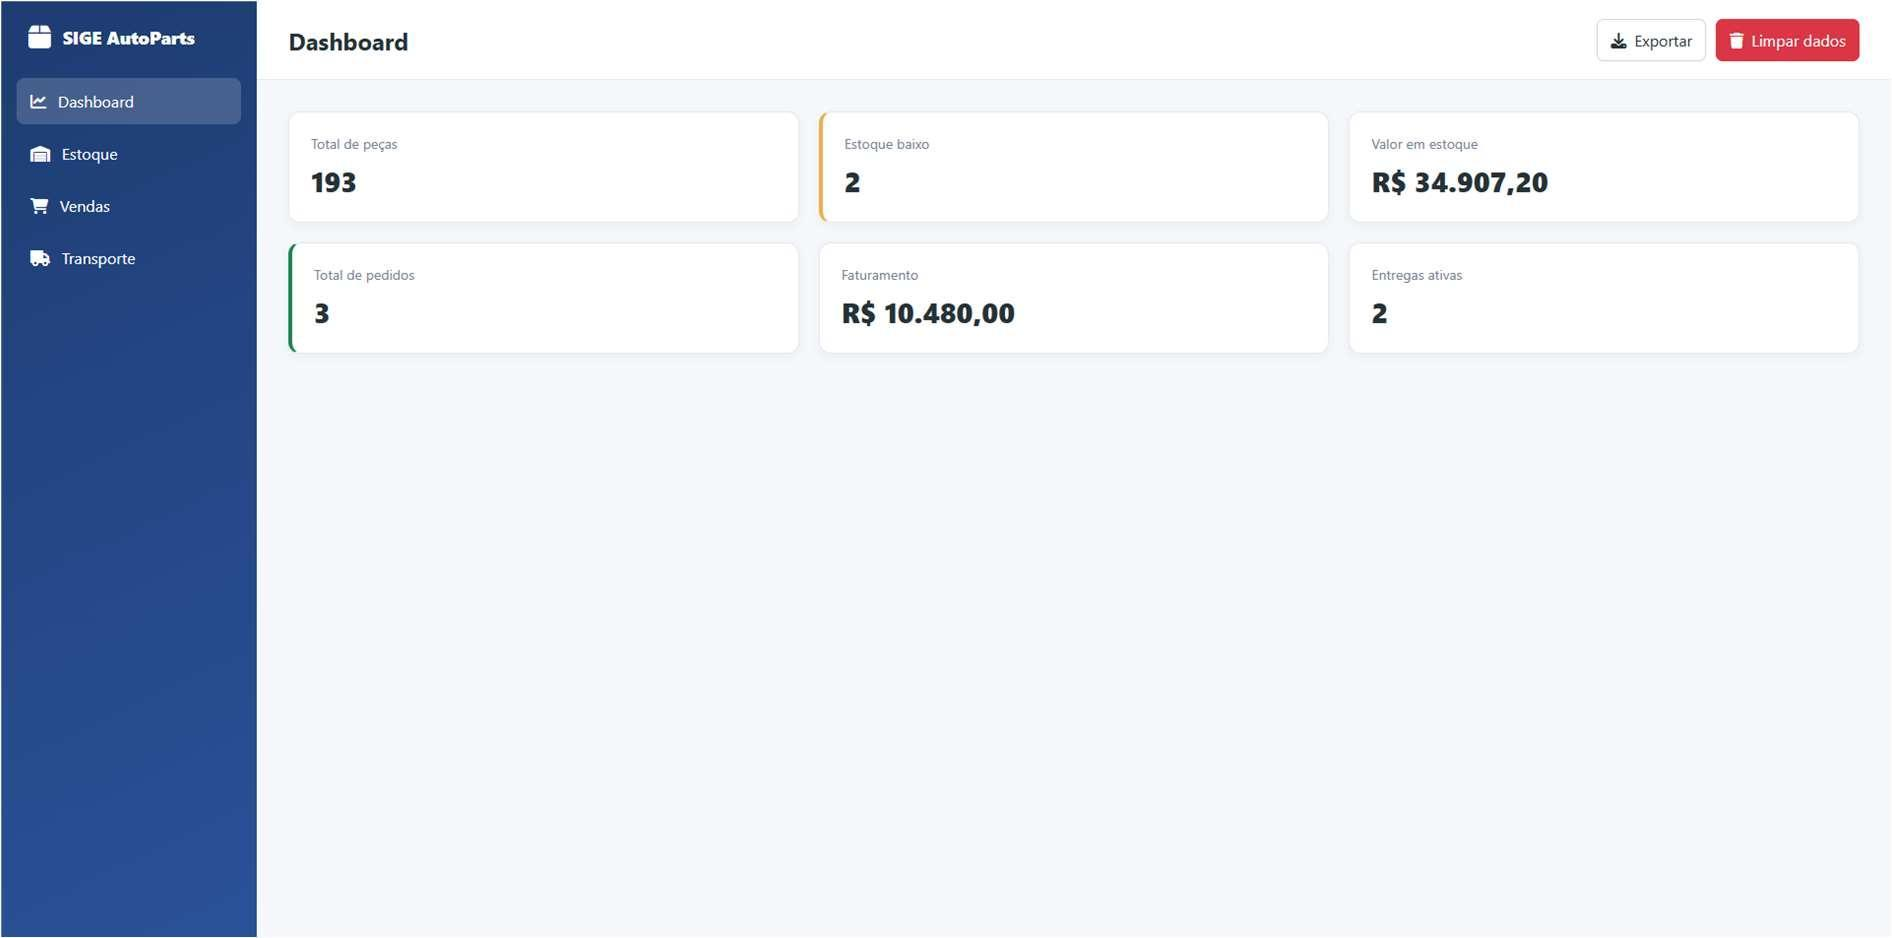 SIGE AutoParts
Dashboard
Estoque
Vendas
Transporte
Dashboard
Exportar
Limpar dados
Total de peças
193
Estoque baixo
2
Valor em estoque
R$ 34.907,20
Total de pedidos
3
Faturamento
R$ 10.480,00
Entregas ativas
2